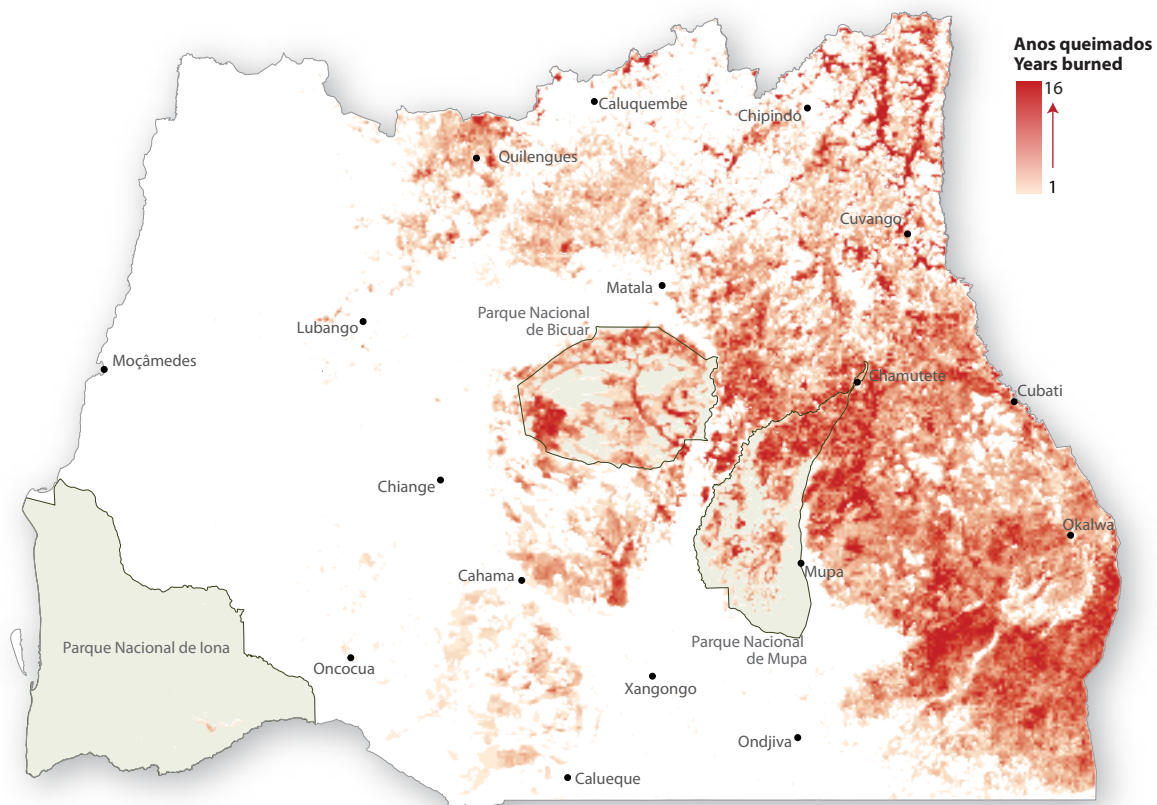 Anos queimados
Years burned
16
1
Caluquembe
Chipindo
Quilengues
Cuvango
Matala
Parque Nacional
de Bicuar
Lubango
Moçâmedes
Chamutete
Cubati
Chiange
Okalwa
Cahama
Mupa
Parque Nacional de Iona
Parque Nacional
de Mupa
Oncocua
Xangongo
Ondjiva
Calueque